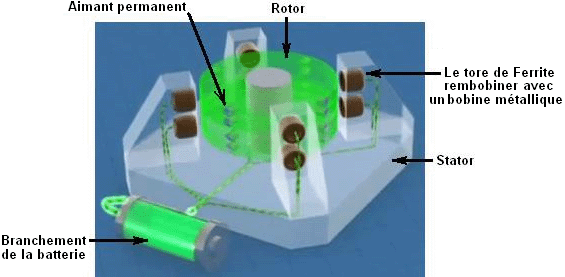 Aimant permanent
Rotor
Le tore de Ferrite
rembobiner avec
un bobine métallique
Stator
Branchement
de la batterie